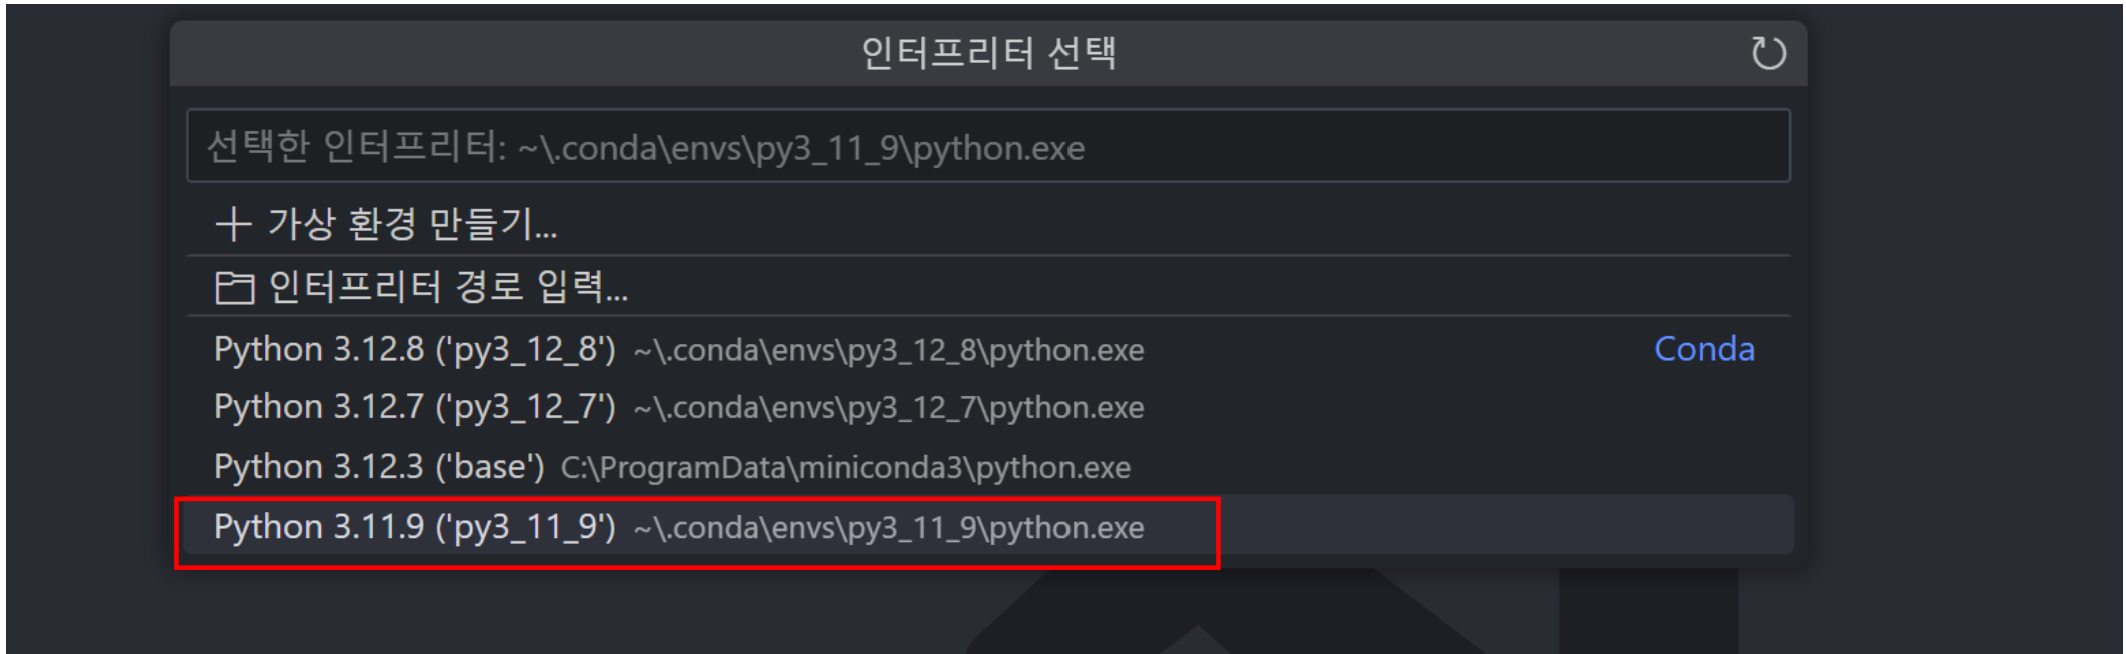 인터프리터 선택
선택한 인터프리터: ~\.conda\envs\py3_11_9\python.exe
가상 환경 만들기...
인터프리터 경로 입력...
Python 3.12.8 ('py3_12_8') ~\.conda\envs\py3_12_8\python.exe Conda
Python 3.12.7 ('py3_12_7') ~\.conda\envs\py3_12_7\python.exe
Python 3.12.3 ('base') C:\ProgramData\miniconda3\python.exe
Python 3.11.9 ('py3_11_9') ~\.conda\envs\py3_11_9\python.exe